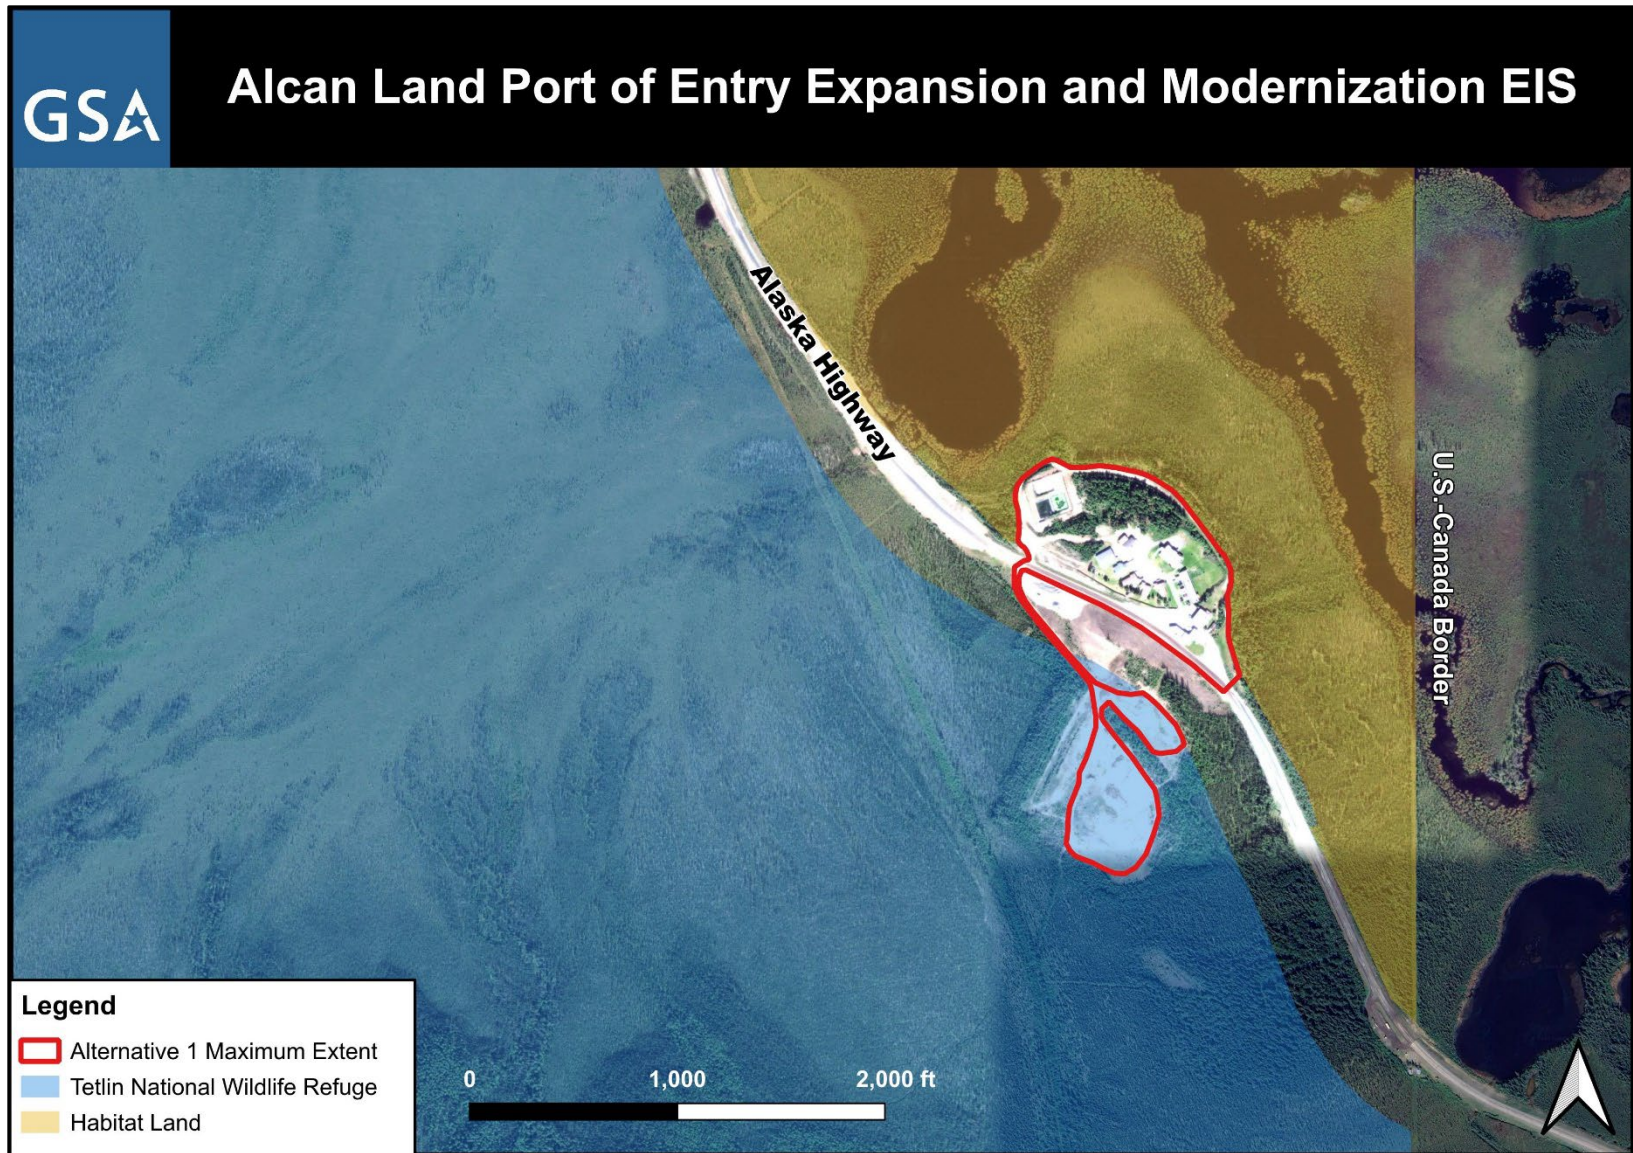 GSA
Alcan Land Port of Entry Expansion and Modernization EIS
Alaska Highway
U.S.-Canada Border
Legend
Alternative 1 Maximum Extent
Tetlin National Wildlife Refuge
Habitat Land
0 1,000 2,000 ft